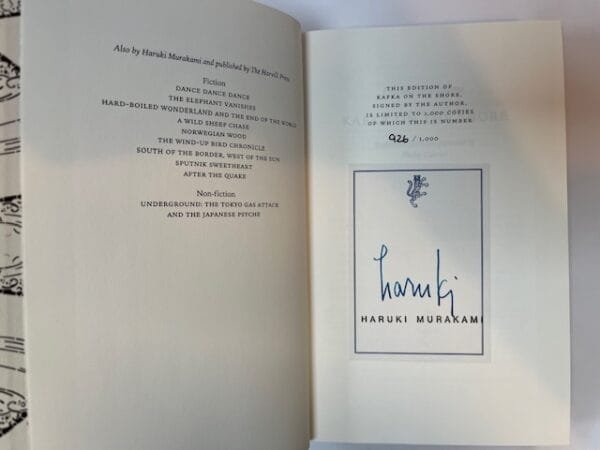 Also by Haruki Murakami and published by The Harvill Press
Fiction
DANCE DANCE DANCE
THE ELEPHANT VANISHES
HARD-BOILED WONDERLAND AND THE END OF THE WORLD
A WILD SHEEP CHASE
NORWEGIAN WOOD
THE WIND-UP BIRD CHRONICLE
SOUTH OF THE BORDER, WEST OF THE SUN
SPUTNIK SWEETHEART
AFTER THE QUAKE
Non-fiction
UNDERGROUND: THE TOKYO GAS ATTACK
AND THE JAPANESE PSYCHE
THIS EDITION OF
KAFKA ON THE SHORE,
SIGNED BY THE AUTHOR,
IS LIMITED TO 1,000 COPIES
OF WHICH THIS IS NUMBER
926 / 1,000
haruki
HARUKI MURAKAMI